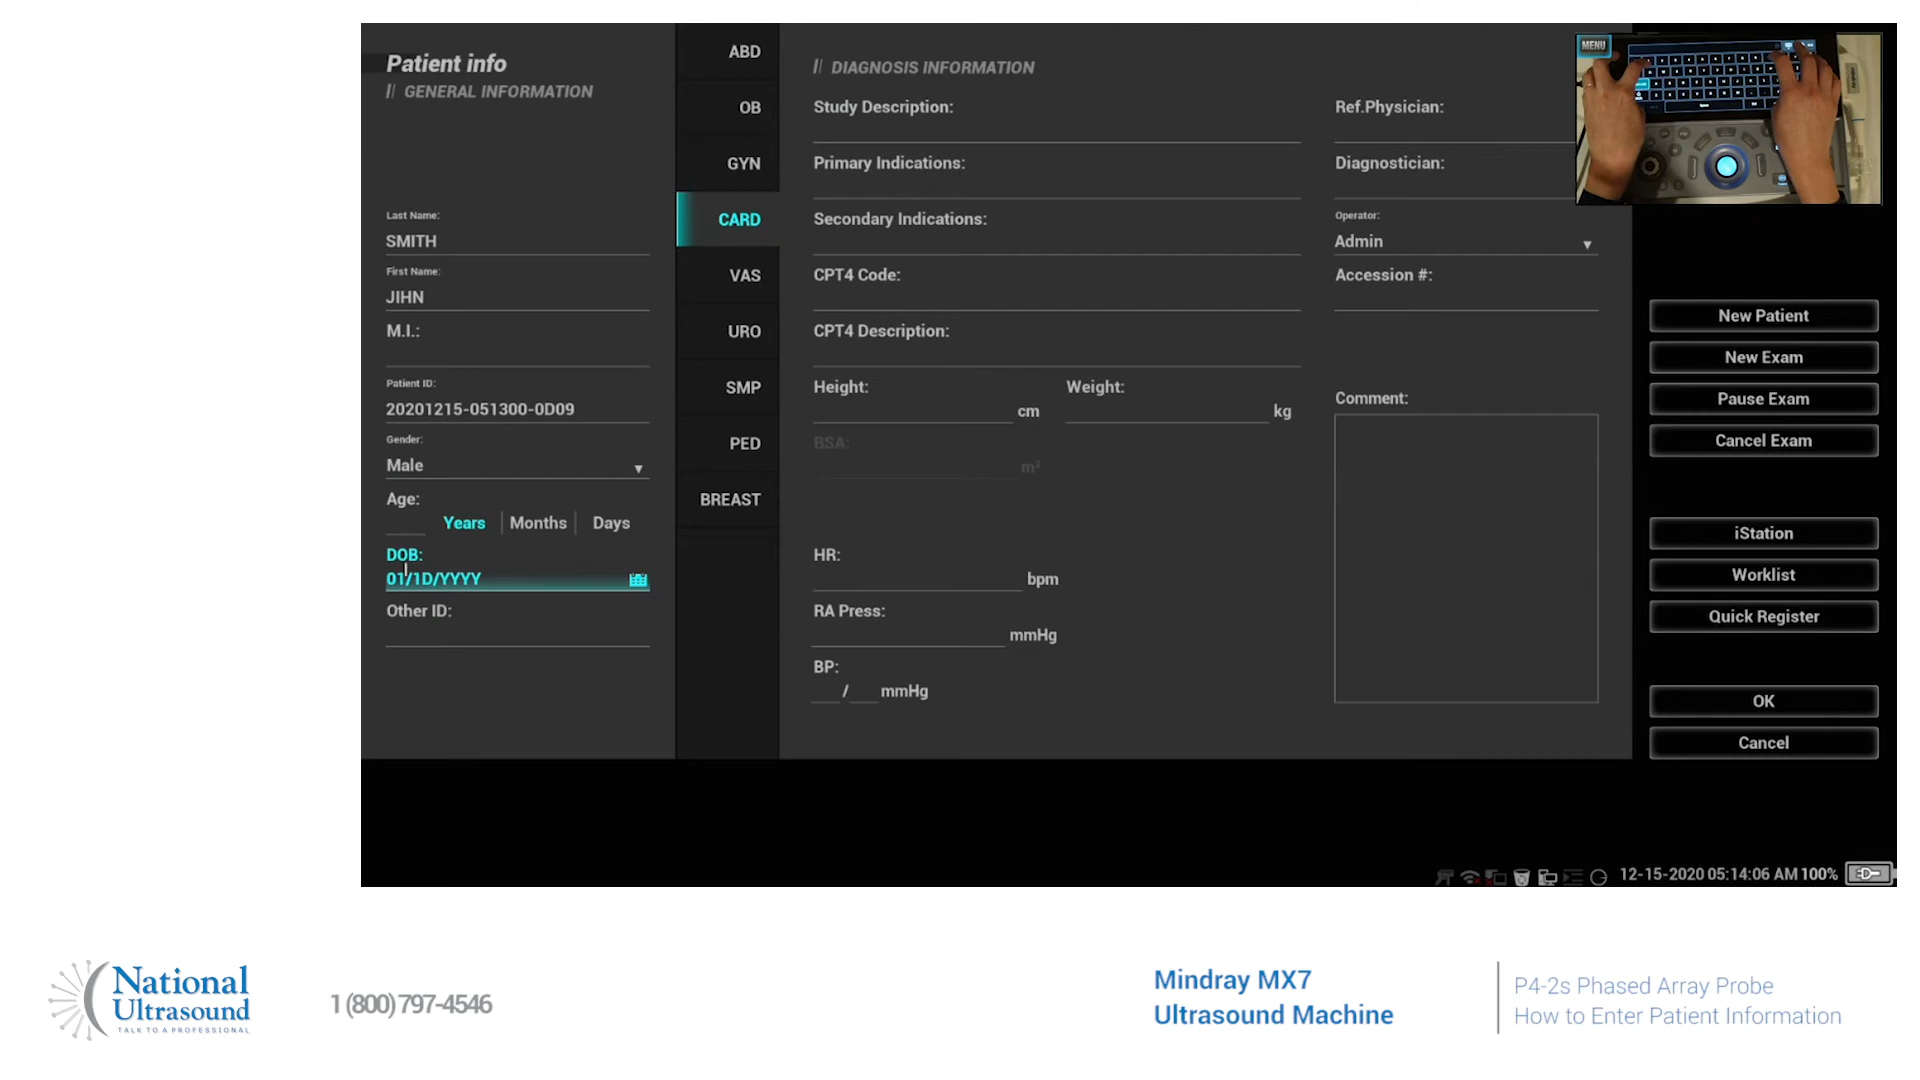 Patient info
// GENERAL INFORMATION
Last Name:
SMITH
First Name:
JIHN
M.I.:
Patient ID:
20201215-051300-0D09
Gender:
Male
Age:
Years | Months | Days
DOB:
01/1D/YYYY
Other ID:
ABD
OB
GYN
CARD
VAS
URO
SMP
PED
BREAST
// DIAGNOSIS INFORMATION
Study Description:
Primary Indications:
Secondary Indications:
CPT4 Code:
CPT4 Description:
Height:
cm
Weight:
kg
BSA:
m²
HR:
bpm
RA Press:
mmHg
BP:
/ mmHg
Ref.Physician:
Diagnostician:
Operator:
Admin
Accession #:
Comment:
MENU
New Patient
New Exam
Pause Exam
Cancel Exam
iStation
Worklist
Quick Register
OK
Cancel
12-15-2020 05:14:06 AM 100%
National
Ultrasound
TALK TO A PROFESSIONAL
1 (800) 797-4546
Mindray MX7
Ultrasound Machine
P4-2s Phased Array Probe
How to Enter Patient Information